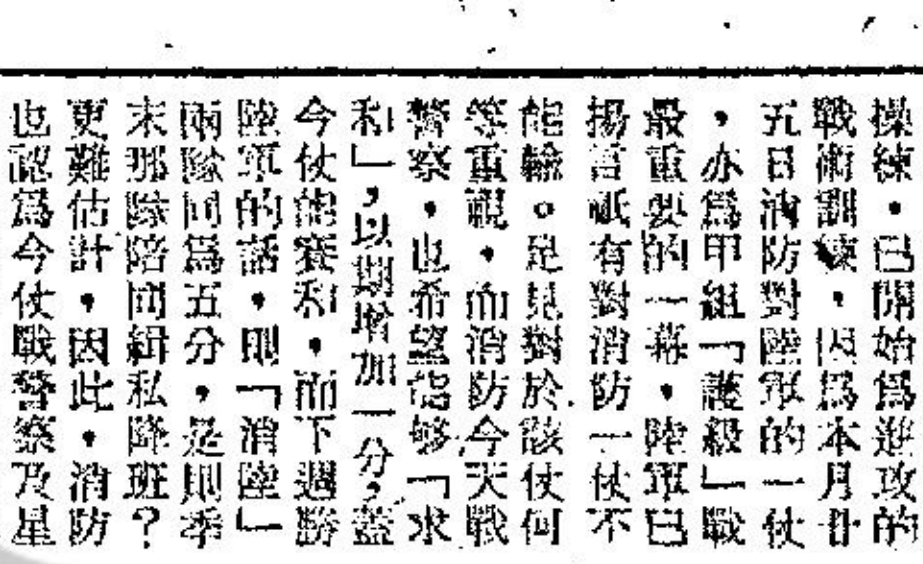 操練，已開始爲進攻的
戰術訓練，因爲本月廿
五日消防對陸軍的一仗
，亦爲甲組「護級」戰
最重要的一幕，陸軍已
揚言祇有對消防一仗不
能輸。足見對於該仗何
等重視，而消防今天戰
警察，也希望能够「求
和」，以期增加一分，蓋
今仗能賽和，而下週勝
陸軍的話，則「消陸」
兩隊同爲五分，是則季
末那隊陪同緝私降班？
更難估計，因此，消防
也認爲今仗戰警察及星